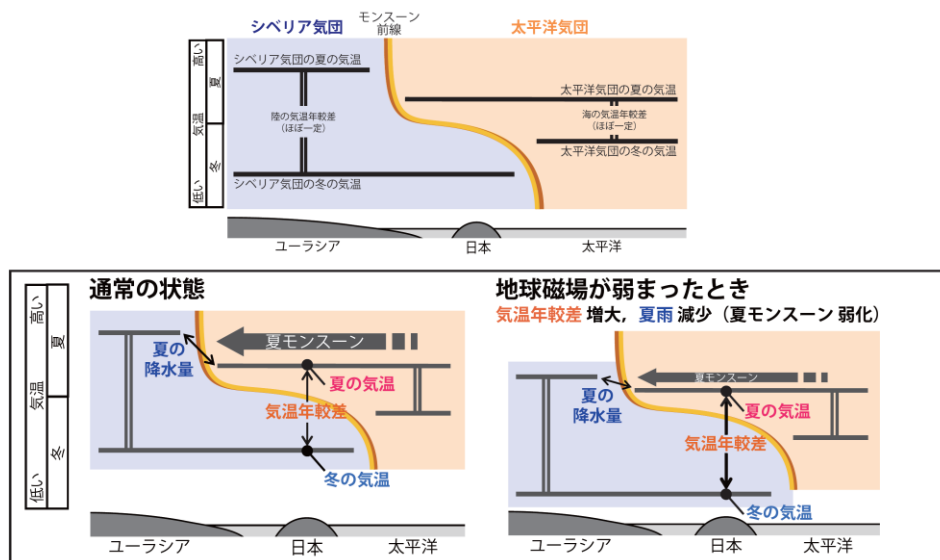 シベリア気団
モンスーン
前線
太平洋気団
高い
気温
低い
夏
冬
シベリア気団の夏の気温
陸の気温年較差
（ほぼ一定）
シベリア気団の冬の気温
太平洋気団の夏の気温
海の気温年較差
（ほぼ一定）
太平洋気団の冬の気温
ユーラシア
日本
太平洋
通常の状態
高い
気温
低い
夏
冬
夏モンスーン
夏の
降水量
夏の気温
気温年較差
冬の気温
ユーラシア
日本
太平洋
地球磁場が弱まったとき
気温年較差 増大，夏雨 減少（夏モンスーン 弱化）
夏モンスーン
夏の
降水量
夏の気温
気温年較差
冬の気温
ユーラシア
日本
太平洋